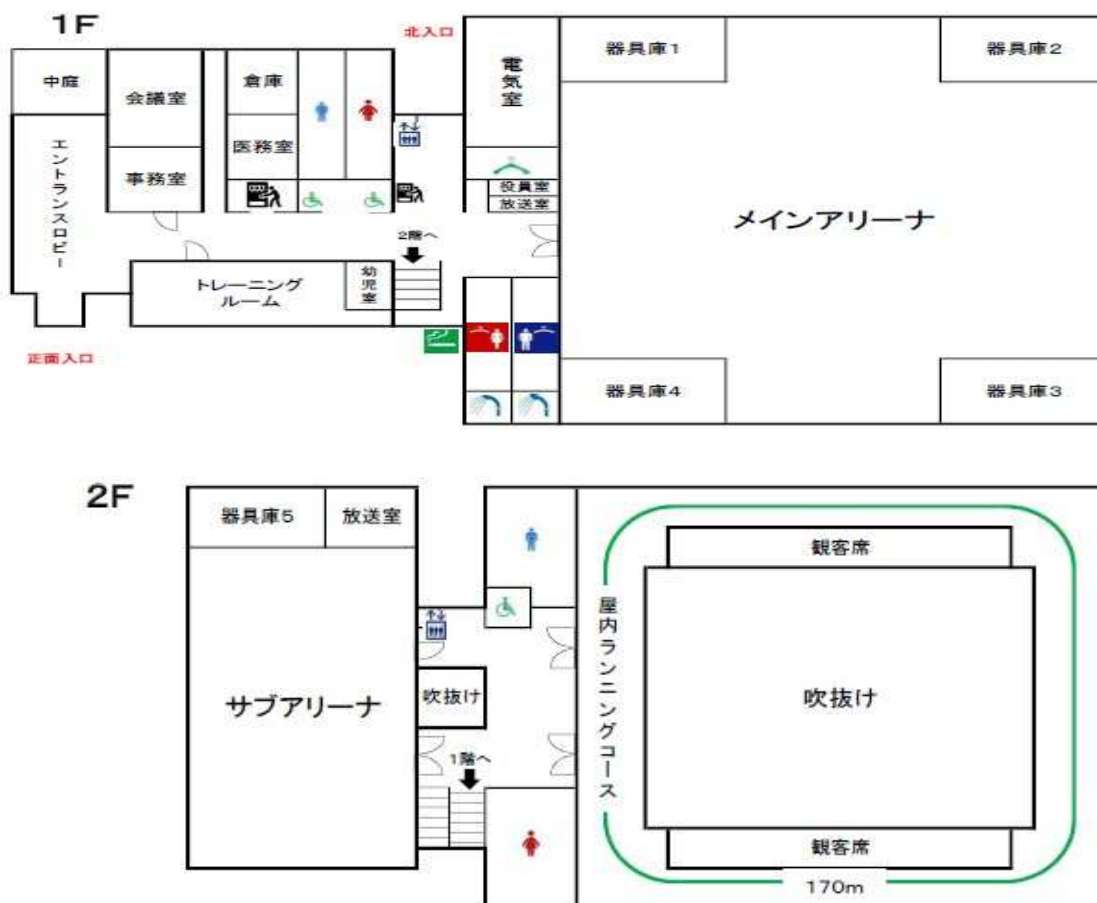 1F
北入口
中庭
会議室
倉庫
電気室
器具庫1
器具庫2
エントランスロビー
医務室
事務室
役員室
放送室
メインアリーナ
2階へ
トレーニング
ルーム
幼児室
正面入口
器具庫4
器具庫3
2F
器具庫5
放送室
観客席
屋内ランニングコース
サブアリーナ
吹抜け
吹抜け
1階へ
観客席
170m